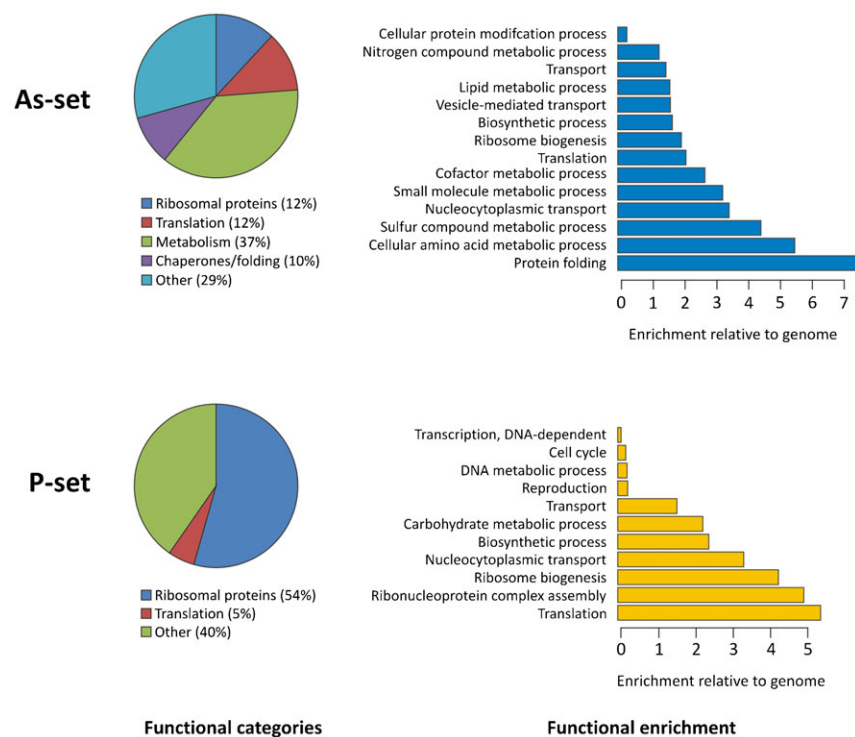 As-set
Ribosomal proteins (12%)
Translation (12%)
Metabolism (37%)
Chaperones/folding (10%)
Other (29%)
Cellular protein modifcation process
Nitrogen compound metabolic process
Transport
Lipid metabolic process
Vesicle-mediated transport
Biosynthetic process
Ribosome biogenesis
Translation
Cofactor metabolic process
Small molecule metabolic process
Nucleocytoplasmic transport
Sulfur compound metabolic process
Cellular amino acid metabolic process
Protein folding
0 1 2 3 4 5 6 7
Enrichment relative to genome
P-set
Ribosomal proteins (54%)
Translation (5%)
Other (40%)
Transcription, DNA-dependent
Cell cycle
DNA metabolic process
Reproduction
Transport
Carbohydrate metabolic process
Biosynthetic process
Nucleocytoplasmic transport
Ribosome biogenesis
Ribonucleoprotein complex assembly
Translation
0 1 2 3 4 5
Enrichment relative to genome
Functional categories
Functional enrichment